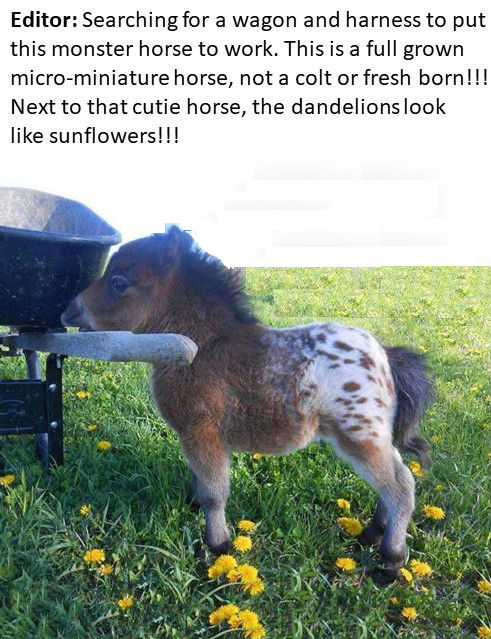 Editor: Searching for a wagon and harness to put
this monster horse to work. This is a full grown
micro-miniature horse, not a colt or fresh born!!!
Next to that cutie horse, the dandelions look
like sunflowers!!!